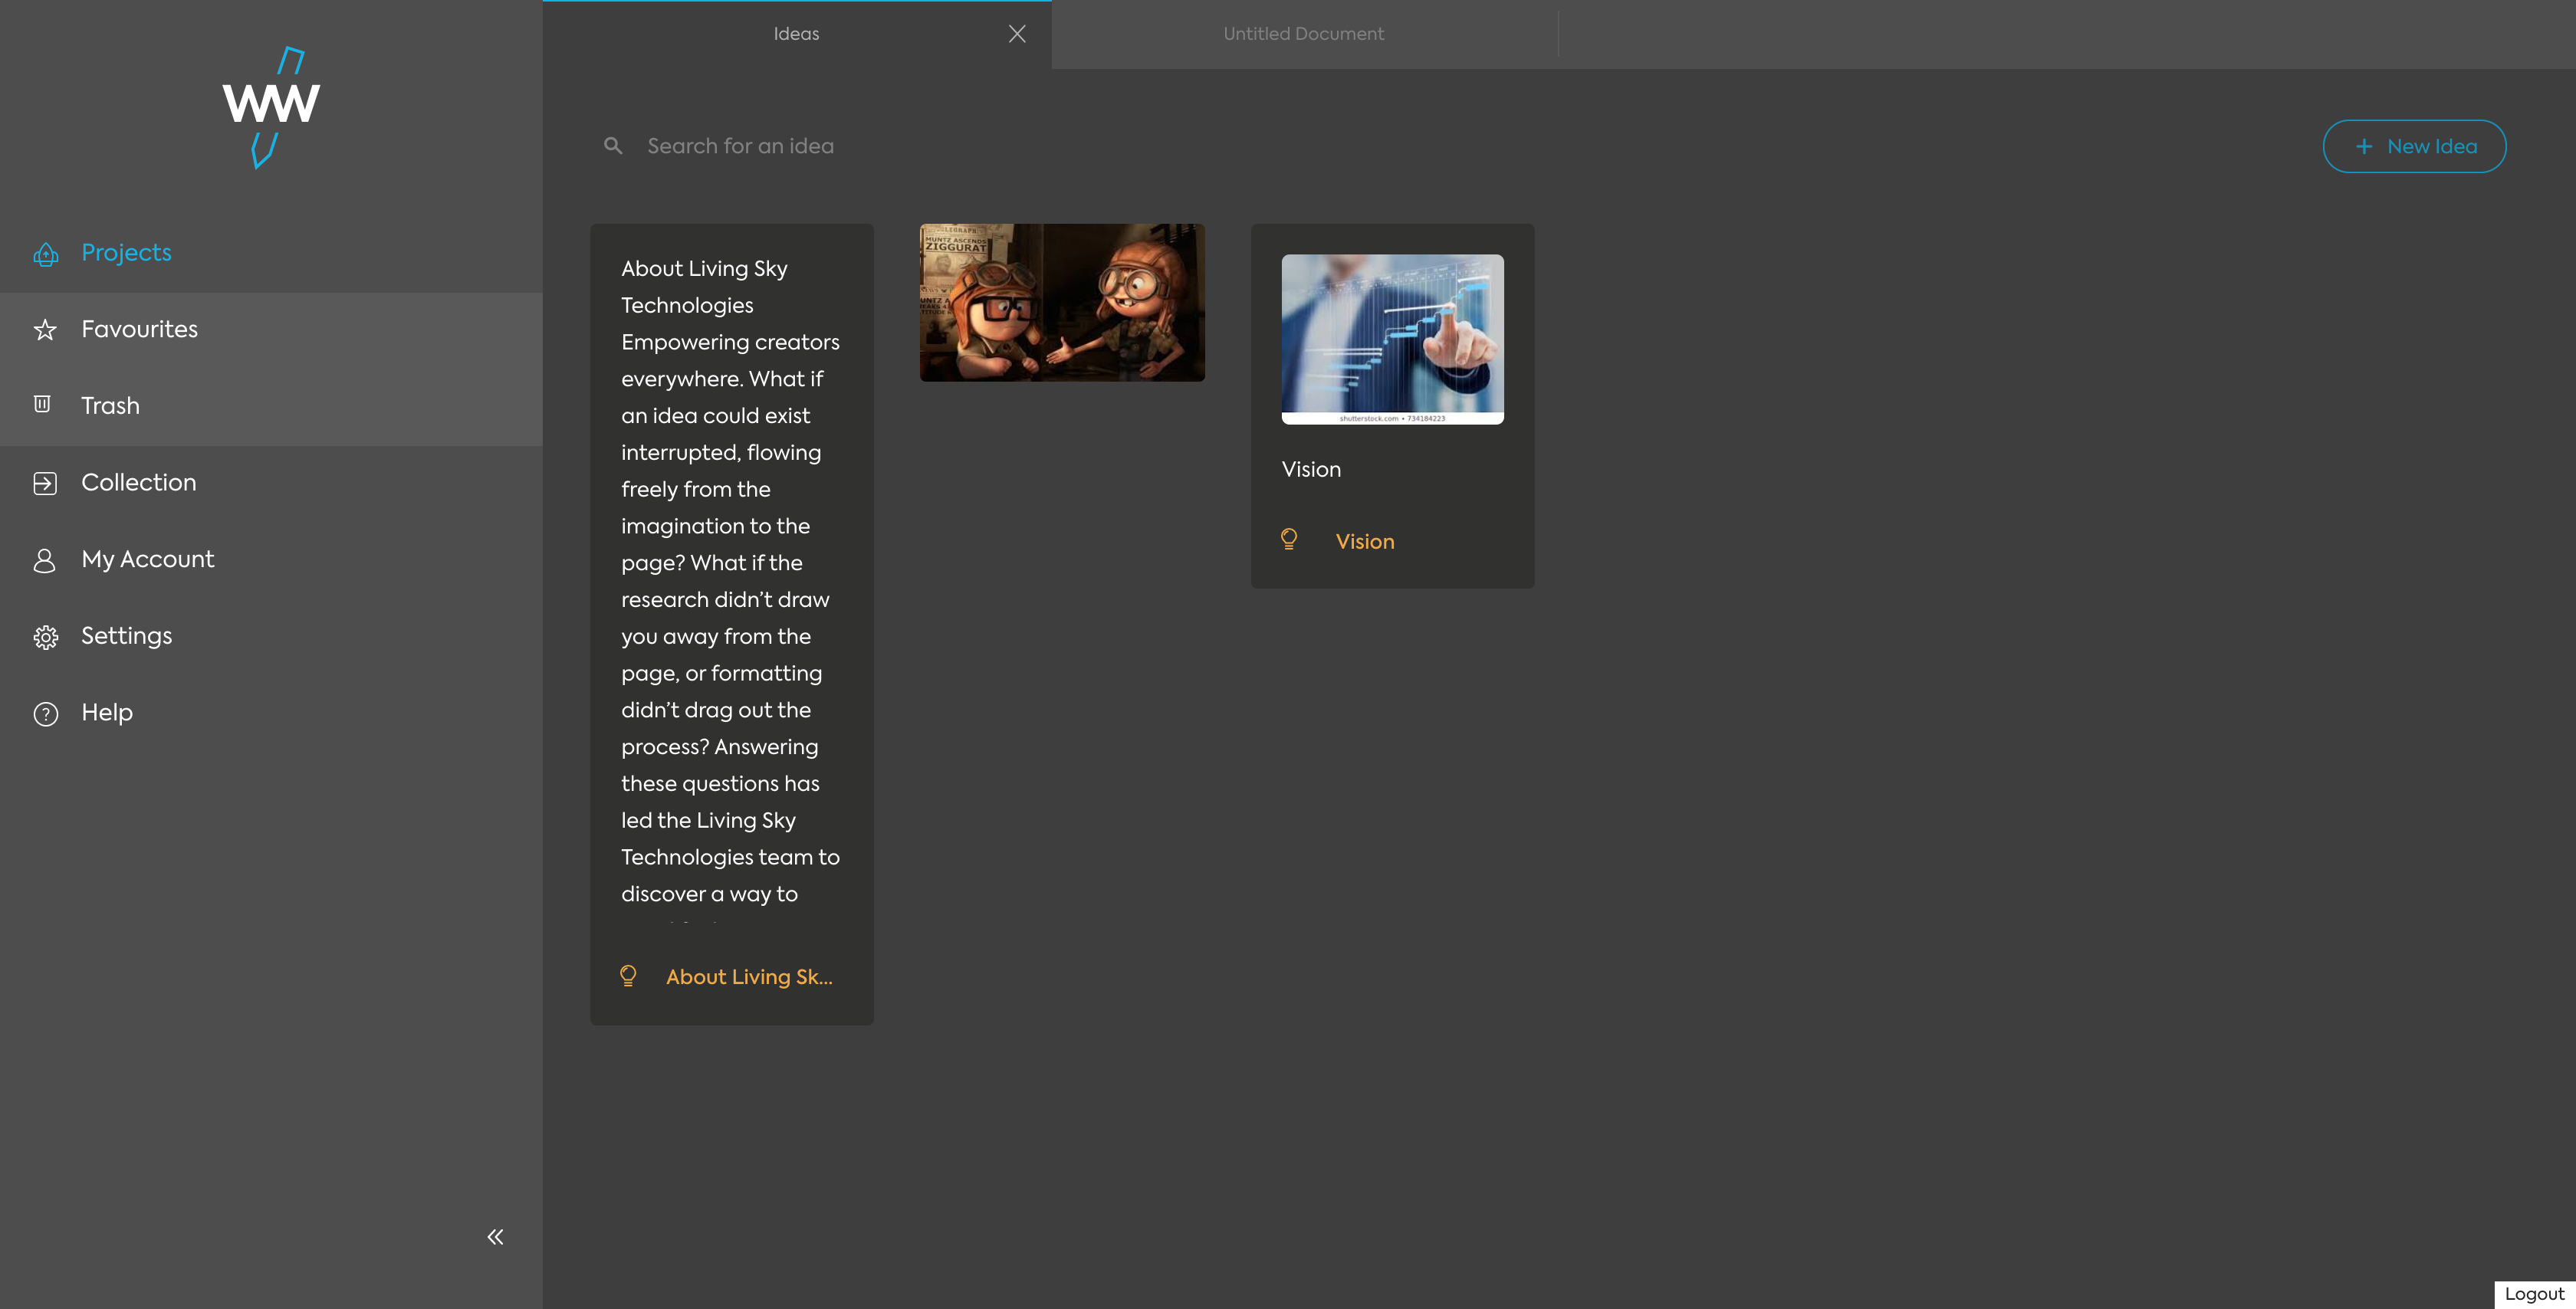 Ideas
Untitled Document
WW
Search for an idea
+ New Idea
Projects
Favourites
Trash
Collection
My Account
Settings
? Help
About Living Sky
Technologies
Empowering creators
everywhere. What if
an idea could exist
interrupted, flowing
freely from the
imagination to the
page? What if the
research didn’t draw
you away from the
page, or formatting
didn’t drag out the
process? Answering
these questions has
led the Living Sky
Technologies team to
discover a way to
About Living Sk...
MUNTZ ASCENDS
ZIGGURAT
shutterstock.com • 734184223
Vision
Vision
Logout